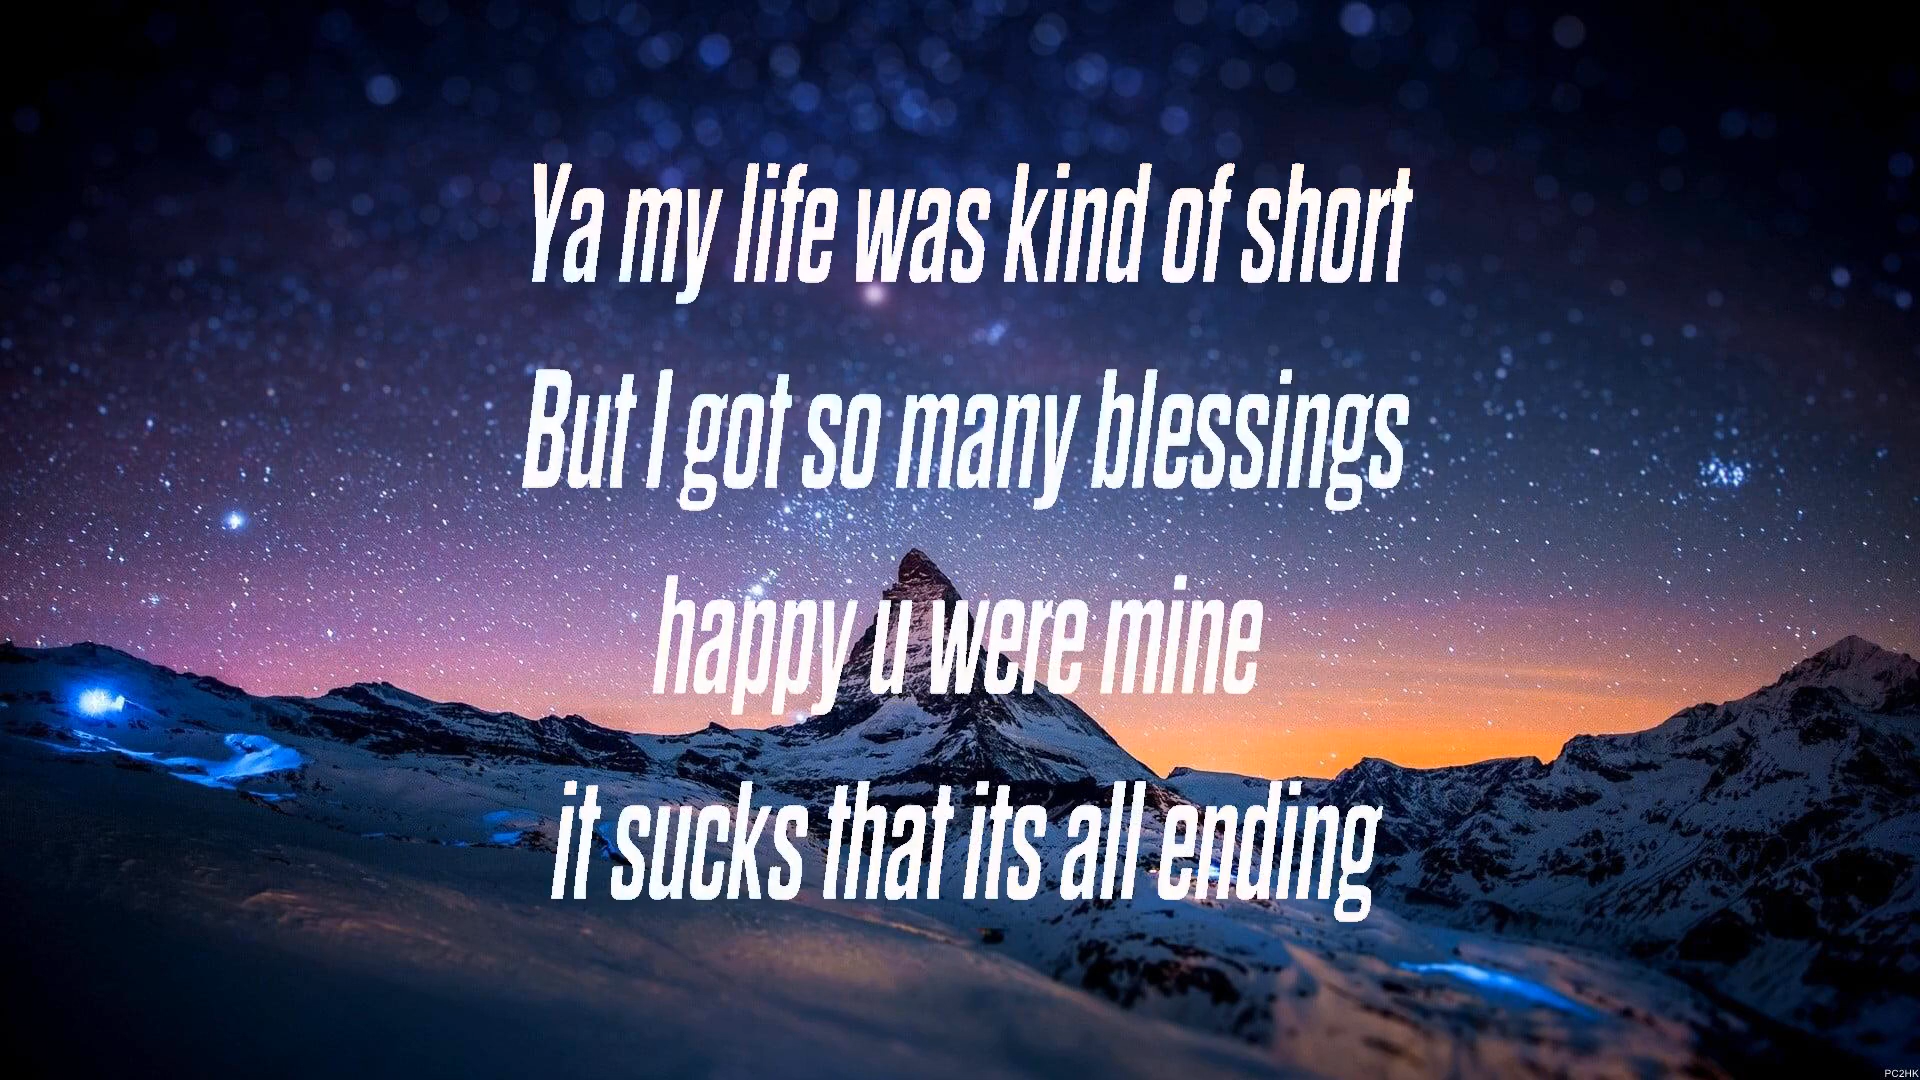 Ya my life was kind of short
But I got so many blessings
happy u were mine
it sucks that its all ending
PC2HK